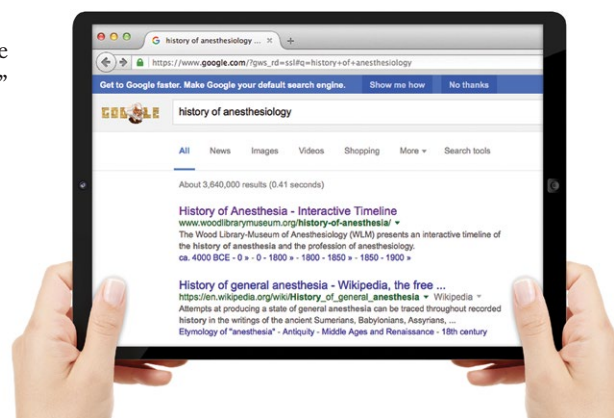 e
”
history of anesthesiology ... × +
https://www.google.com/?gws_rd=ssl#q=history+of+anesthesiology
Get to Google faster. Make Google your default search engine. Show me how No thanks
GOOGLE
history of anesthesiology
All News Images Videos Shopping More Search tools
About 3,640,000 results (0.41 seconds)
History of Anesthesia - Interactive Timeline
www.woodlibrarymuseum.org/history-of-anesthesia/
The Wood Library-Museum of Anesthesiology (WLM) presents an interactive timeline of
the history of anesthesia and the profession of anesthesiology.
ca. 4000 BCE - 0 » - 0 - 1800 » - 1800 - 1850 » - 1850 - 1900 »
History of general anesthesia - Wikipedia, the free ...
https://en.wikipedia.org/wiki/History_of_general_anesthesia Wikipedia
Attempts at producing a state of general anesthesia can be traced throughout recorded
history in the writings of the ancient Sumerians, Babylonians, Assyrians, ...
Etymology of "anesthesia" - Antiquity - Middle Ages and Renaissance - 18th century